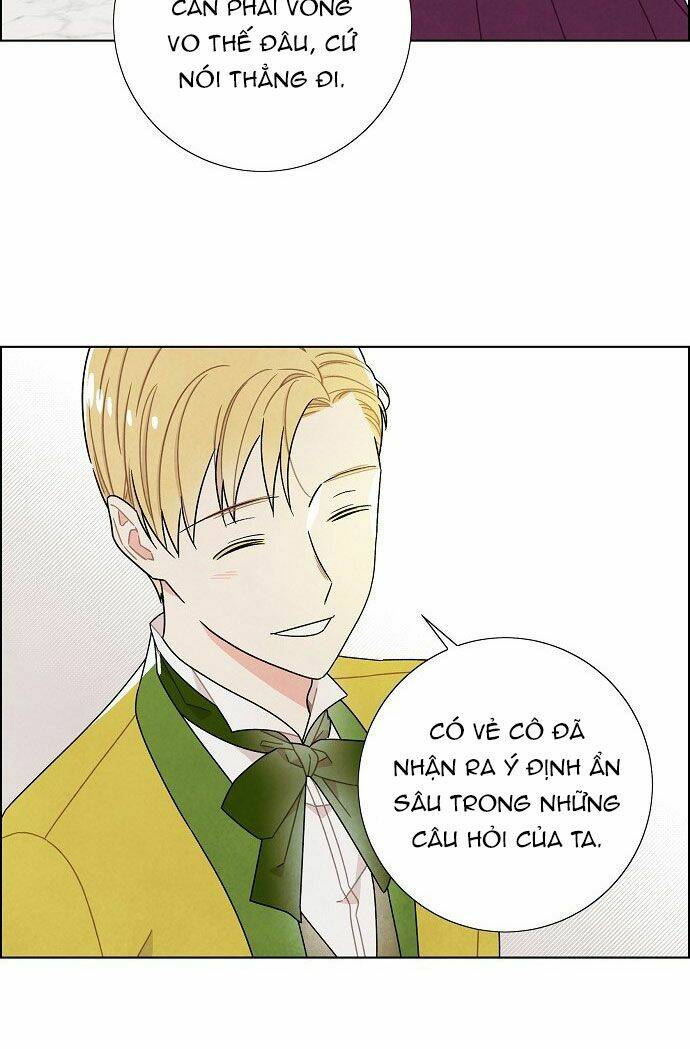 CẦN PHẢI VÒNG
VO THẾ ĐÂU, CỨ
NÓI THẲNG ĐI.
CÓ VẺ CÔ ĐÃ
NHẬN RA Ý ĐỊNH ẨN
SÂU TRONG NHỮNG
CÂU HỎI CỦA TA.